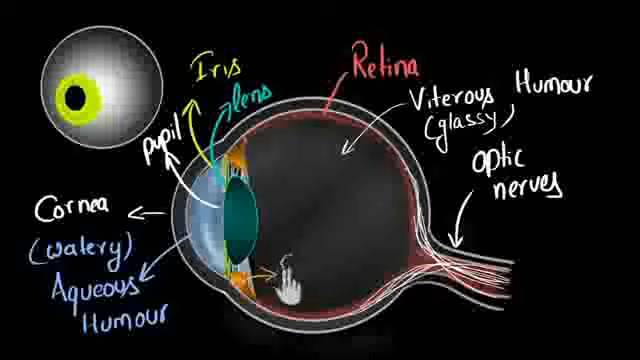 Iris
lens
pupil
Cornea
(watery)
Aqueous
Humour
Retina
Viterous Humour
(glassy)
Optic
nerves